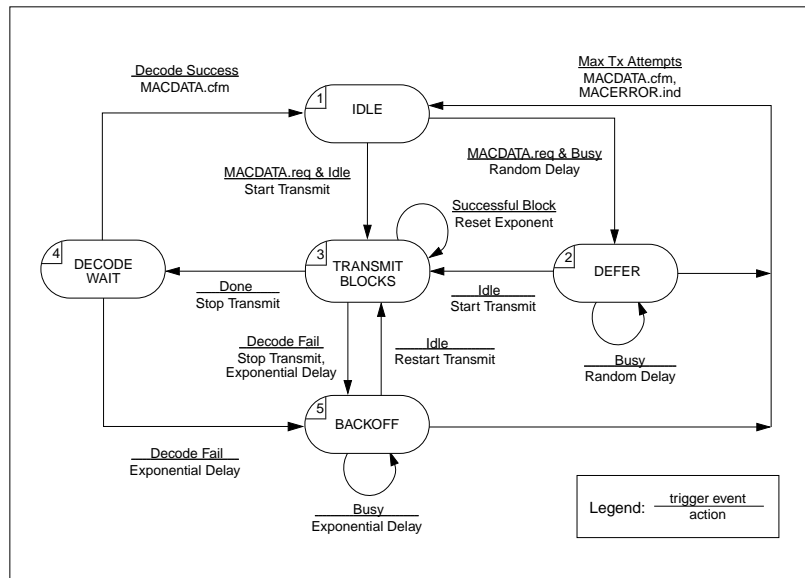 Decode Success
MACDATA.cfm
Max Tx Attempts
MACDATA.cfm,
MACERROR.ind
1
IDLE
MACDATA.req & Idle
Start Transmit
MACDATA.req & Busy
Random Delay
Successful Block
Reset Exponent
4
DECODE
WAIT
3
TRANSMIT
BLOCKS
2
DEFER
Done
Stop Transmit
Idle
Start Transmit
Decode Fail
Stop Transmit,
Exponential Delay
Idle
Restart Transmit
Busy
Random Delay
5
BACKOFF
Decode Fail
Exponential Delay
Busy
Exponential Delay
Legend:
trigger event
action